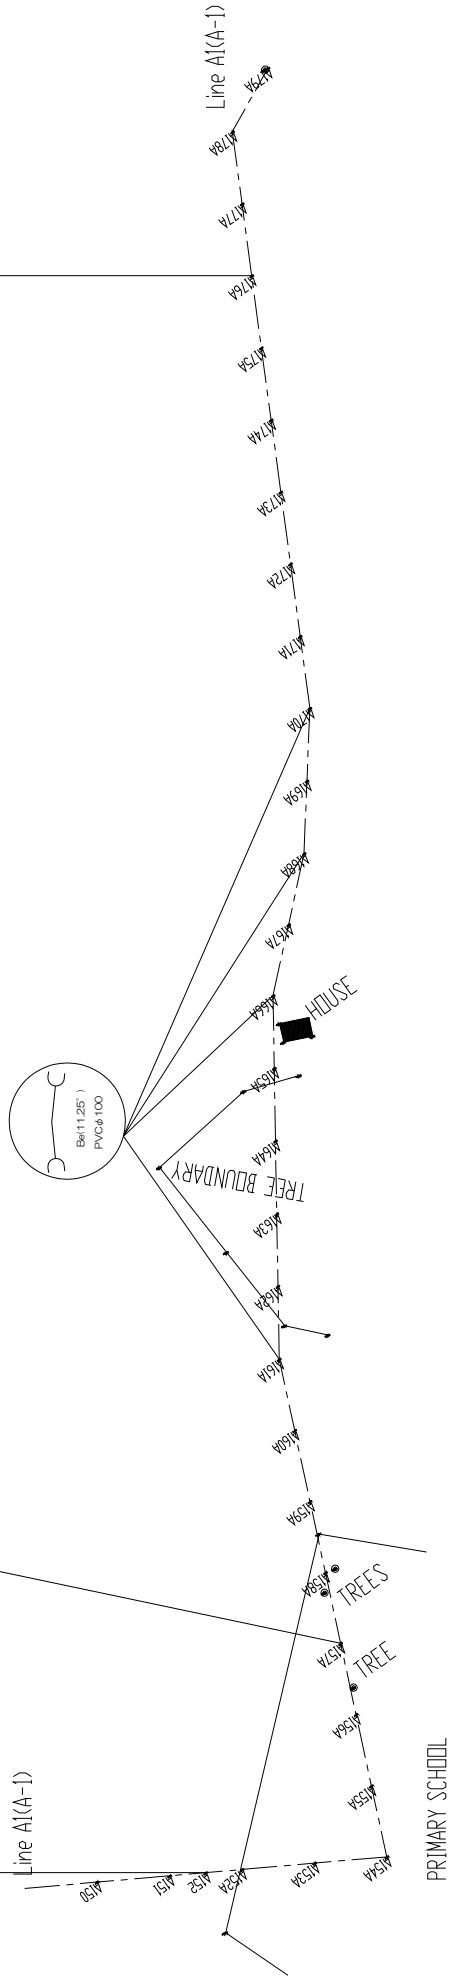 Line A1(A-1)
A179A
A178A
A177A
A176A
A175A
A174A
A173A
A172A
A171A
A170A
A169A
A168A
A167A
A166A
HOUSE
A165A
Be(11.25°)
PVCϕ100
A164A
TREE BOUNDARY
A163A
A162A
A161A
A160A
A159A
A158A
TREES
A157A
TREE
A156A
A155A
A154A
PRIMARY SCHOOL
A153A
A152A
A152
A151
A150
Line A1(A-1)